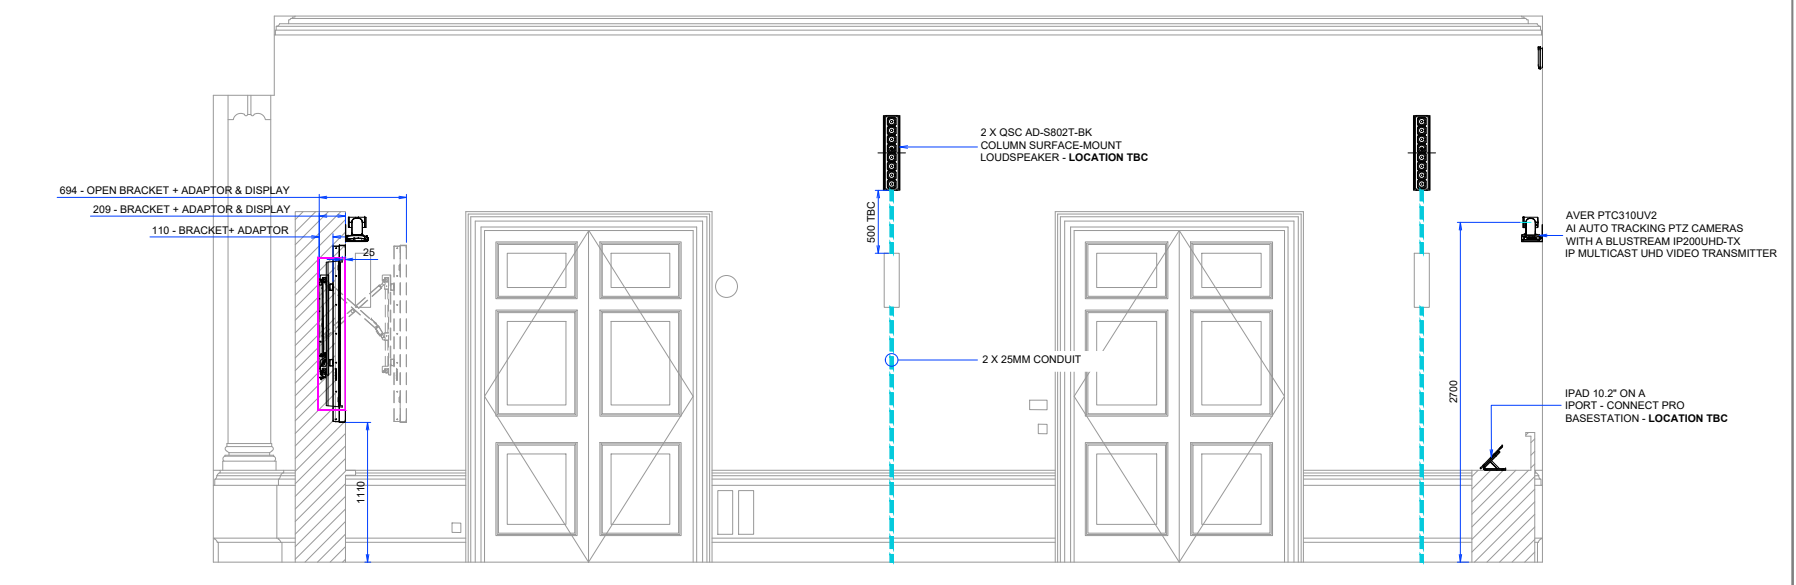 2 X QSC AD-S802T-BK
COLUMN SURFACE-MOUNT
LOUDSPEAKER - LOCATION TBC
694 - OPEN BRACKET + ADAPTOR & DISPLAY
209 - BRACKET + ADAPTOR & DISPLAY
110 - BRACKET+ ADAPTOR
25
500 TBC
AVER PTC310UV2
AI AUTO TRACKING PTZ CAMERAS
WITH A BLUSTREAM IP200UHD-TX
IP MULTICAST UHD VIDEO TRANSMITTER
2 X 25MM CONDUIT
2700
IPAD 10.2" ON A
IPORT - CONNECT PRO
BASESTATION - LOCATION TBC
1110